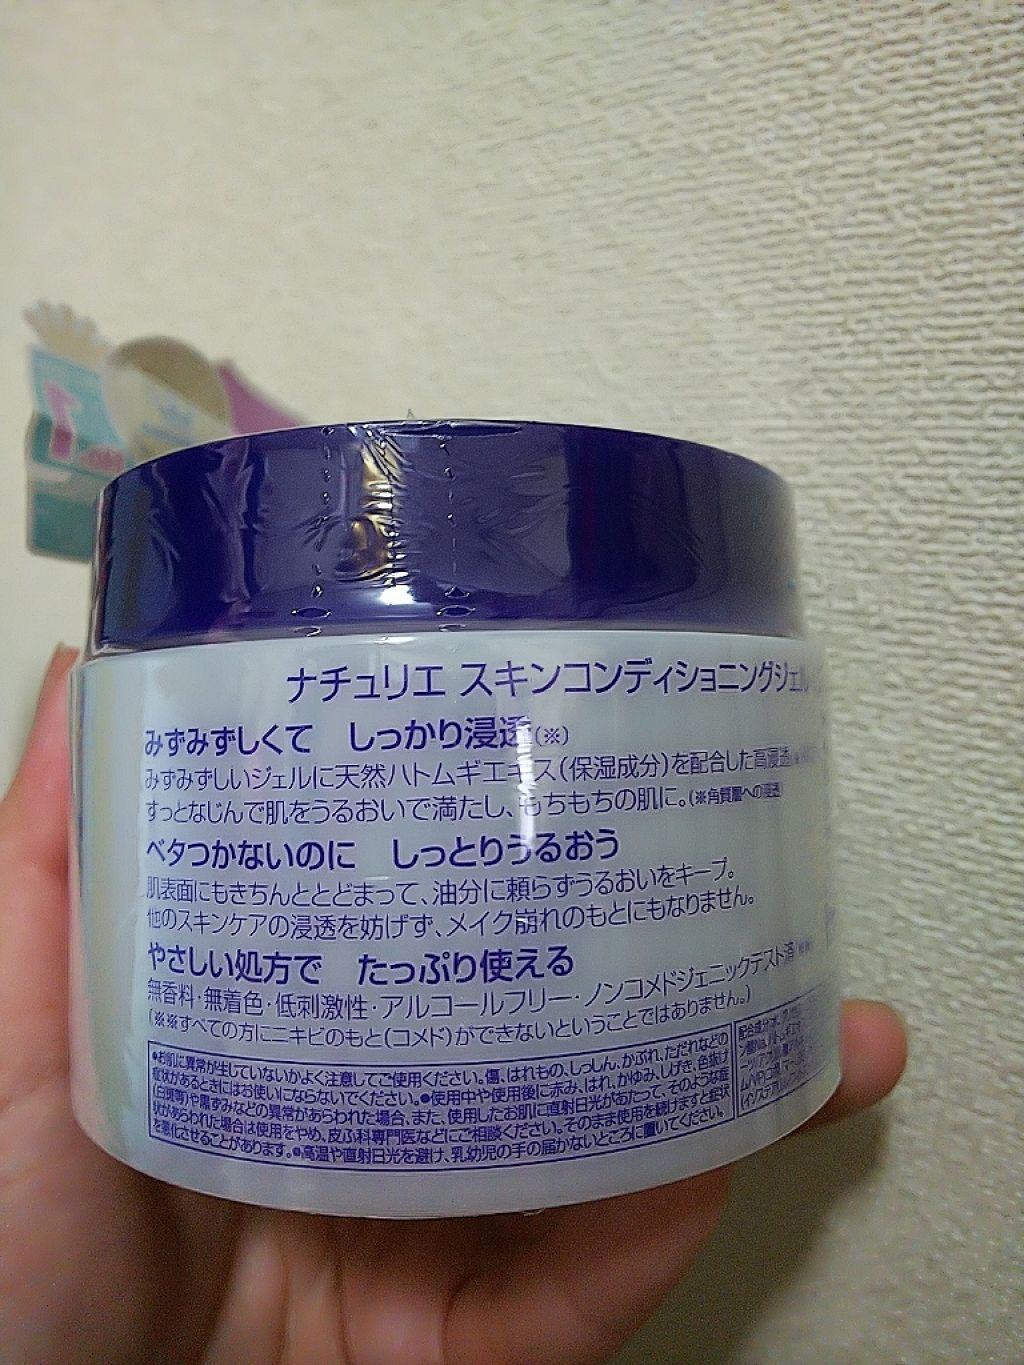 ナチュリエ スキンコンディショニングジェル
みずみずしくて しっかり浸透(※)
みずみずしいジェルに天然ハトムギエキス(保湿成分)を配合した高浸透
すっとなじんで肌をうるおいで満たし、もちもちの肌に。(※角質層への浸透
ベタつかないのに しっとりうるおう
肌表面にもきちんととどまって、油分に頼らずうるおいをキープ。
他のスキンケアの浸透を妨げず、メイク崩れのもとにもなりません。
やさしい処方で たっぷり使える
無香料・無着色・低刺激性・アルコールフリー・ノンコメドジェニックテスト済
(※※すべての方にニキビのもと(コメド)ができないということではありません。)
●お肌に異常が生じていないかよく注意してご使用ください。傷、はれもの、しっしん、かぶれ、ただれなどの
症状があるときにはお使いにならないでください。●使用中や使用後に赤み、はれ、かゆみ、しげき、色抜け
(白斑等)や黒ずみなどの異常があらわれた場合、また、使用したお肌に直射日光があたって、そのような症
状があらわれた場合は使用をやめ、皮ふ科専門医などにご相談ください。そのまま使用を続けますと症状
を悪化させることがあります。●高温や直射日光を避け、乳幼児の手の届かないところに置いてください。
配合成分